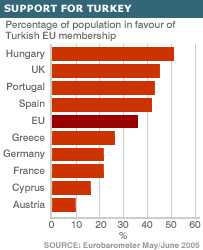 SUPPORT FOR TURKEY
Percentage of population in favour of
Turkish EU membership
Hungary
UK
Portugal
Spain
EU
Greece
Germany
France
Cyprus
Austria
0 10 20 30 40 50 60
%
SOURCE: Eurobarometer May/June 2005